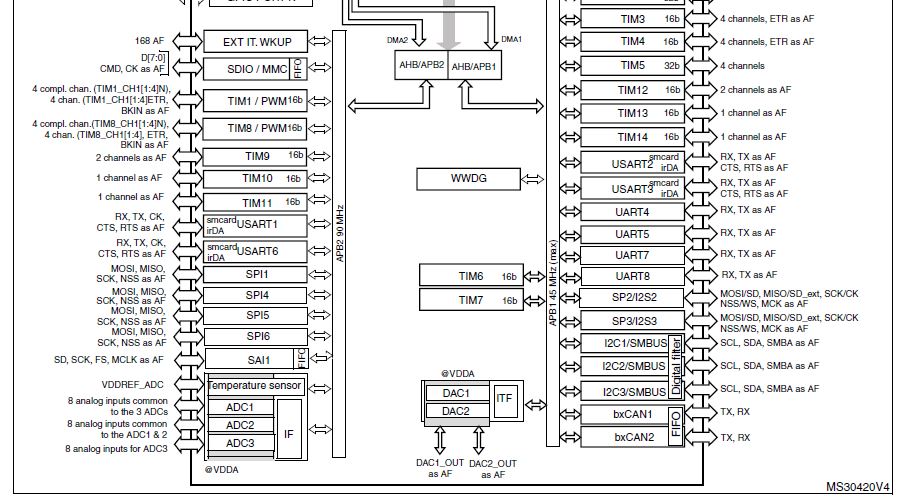 168 AF
EXT IT. WKUP
D[7:0]
CMD, CK as AF
SDIO / MMC
FIFO
4 compl. chan. (TIM1_CH1[1:4]N),
4 chan. (TIM1_CH1[1:4]ETR,
BKIN as AF
TIM1 / PWM 16b
4 compl. chan.(TIM8_CH1[1:4]N),
4 chan. (TIM8_CH1[1:4], ETR,
BKIN as AF
TIM8 / PWM 16b
2 channels as AF
TIM9 16b
1 channel as AF
TIM10 16b
1 channel as AF
TIM11 16b
RX, TX, CK,
CTS, RTS as AF
smcard
irDA
USART1
RX, TX, CK,
CTS, RTS as AF
smcard
irDA
USART6
MOSI, MISO,
SCK, NSS as AF
SPI1
MOSI, MISO,
SCK, NSS as AF
SPI4
MOSI, MISO,
SCK, NSS as AF
SPI5
MOSI, MISO,
SCK, NSS as AF
SPI6
SD, SCK, FS, MCLK as AF
SAI1
FIFO
VDDREF_ADC
Temperature sensor
8 analog inputs common
to the 3 ADCs
8 analog inputs common
to the ADC1 & 2
8 analog inputs for ADC3
ADC1
ADC2
ADC3
IF
@VDDA
APB2 90 MHz
DMA2
DMA1
AHB/APB2
AHB/APB1
WWDG
TIM6 16b
TIM7 16b
@VDDA
DAC1
DAC2
ITF
DAC1_OUT
as AF
DAC2_OUT
as AF
APB1 45 MHz (max)
TIM3 16b
4 channels, ETR as AF
TIM4 16b
4 channels, ETR as AF
TIM5 32b
4 channels
TIM12 16b
2 channels as AF
TIM13 16b
1 channel as AF
TIM14 16b
1 channel as AF
USART2
smcard
irDA
RX, TX as AF
CTS, RTS as AF
USART3
smcard
irDA
RX, TX as AF
CTS, RTS as AF
UART4
RX, TX as AF
UART5
RX, TX as AF
UART7
RX, TX as AF
UART8
RX, TX as AF
SP2/I2S2
MOSI/SD, MISO/SD_ext, SCK/CK
NSS/WS, MCK as AF
SP3/I2S3
MOSI/SD, MISO/SD_ext, SCK/CK
NSS/WS, MCK as AF
I2C1/SMBUS
SCL, SDA, SMBA as AF
I2C2/SMBUS
SCL, SDA, SMBA as AF
I2C3/SMBUS
SCL, SDA, SMBA as AF
Digital filter
bxCAN1
TX, RX
bxCAN2
TX, RX
FIFO
MS30420V4